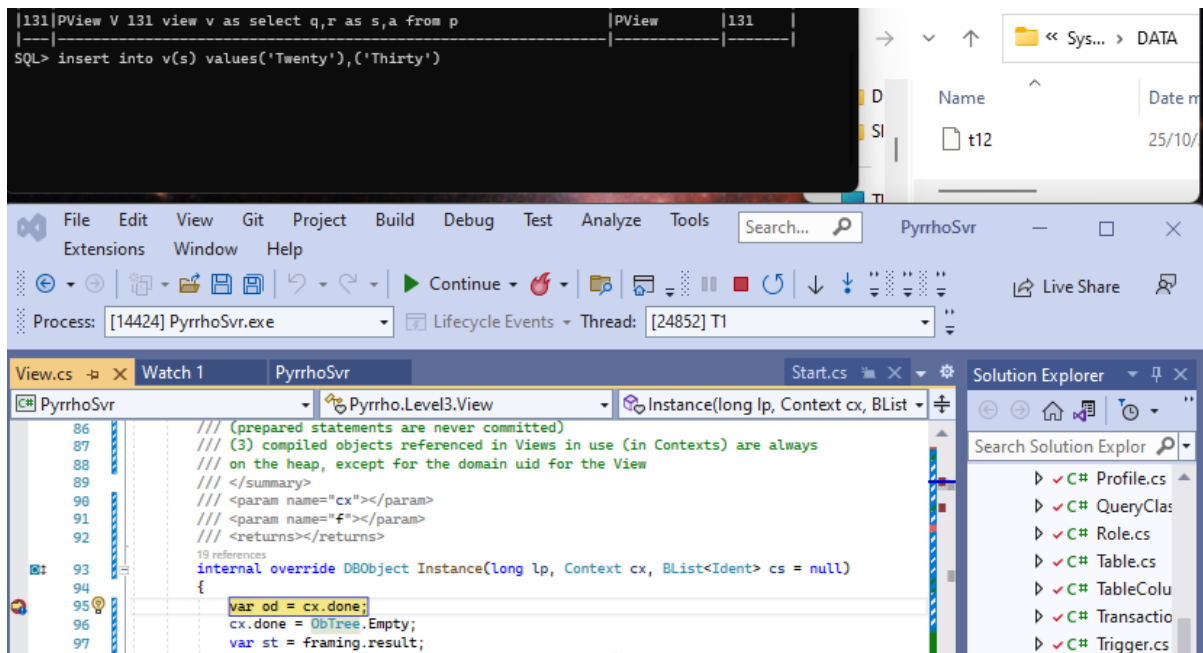 |131|PView V 131 view v as select q,r as s,a from p |PView |131 |
|---|------------------------------------------------------------|------------|-------|
SQL> insert into v(s) values('Twenty'),('Thirty')
« Sys... > DATA
D
Name
Date m
Sl
t12
25/10/
File Edit View Git Project Build Debug Test Analyze Tools Search... PyrrhoSvr
Extensions Window Help
Continue
Live Share
Process: [14424] PyrrhoSvr.exe Lifecycle Events Thread: [24852] T1
View.cs Watch 1 PyrrhoSvr Start.cs Solution Explorer
C# PyrrhoSvr Pyrrho.Level3.View Instance(long lp, Context cx, BList
Search Solution Explor
86 /// (prepared statements are never committed)
87 /// (3) compiled objects referenced in Views in use (in Contexts) are always
88 /// on the heap, except for the domain uid for the View
89 /// </summary>
90 /// <param name="cx"></param>
91 /// <param name="f"></param>
92 /// <returns></returns>
19 references
93 internal override DBObject Instance(long lp, Context cx, BList<Ident> cs = null)
94 {
95 var od = cx.done;
96 cx.done = ObTree.Empty;
97 var st = framing.result;
C# Profile.cs
C# QueryClas
C# Role.cs
C# Table.cs
C# TableColu
C# Transactio
C# Trigger.cs